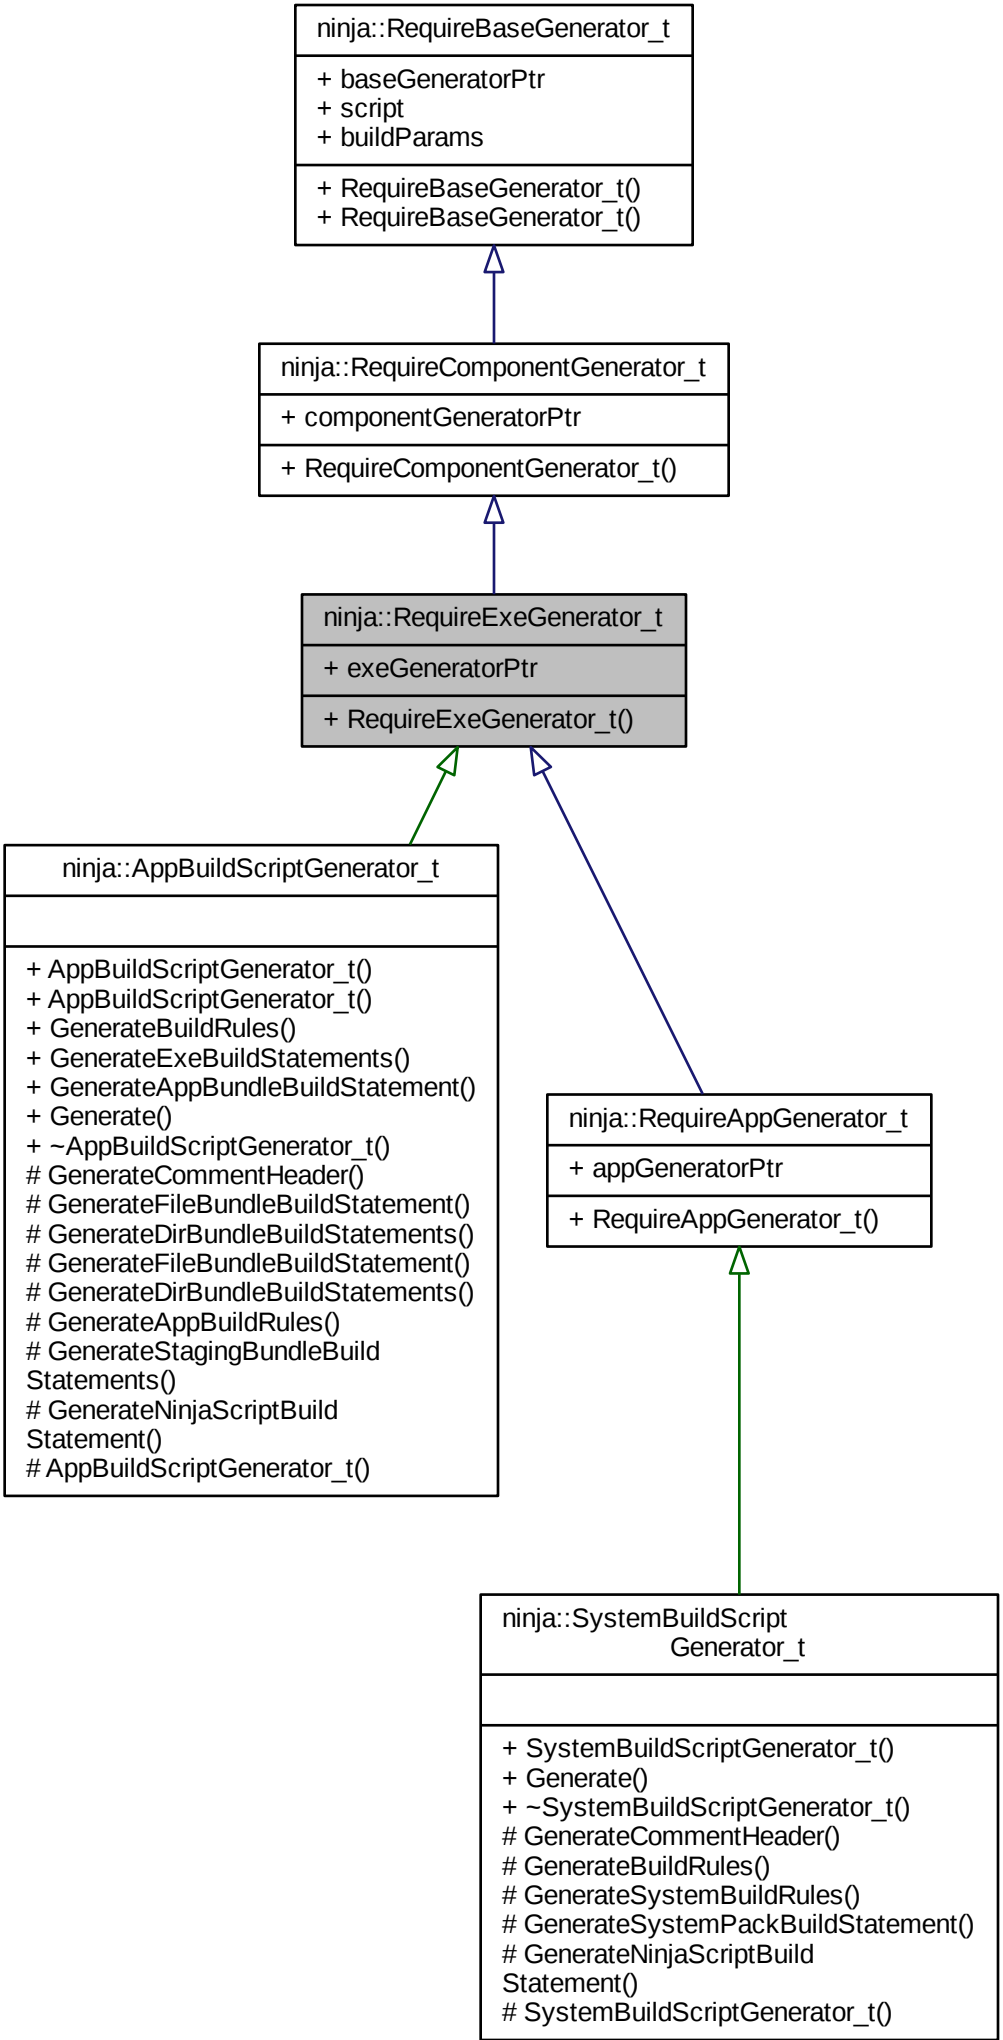 ninja::RequireBaseGenerator_t
+ baseGeneratorPtr
+ script
+ buildParams
+ RequireBaseGenerator_t()
+ RequireBaseGenerator_t()
ninja::RequireComponentGenerator_t
+ componentGeneratorPtr
+ RequireComponentGenerator_t()
ninja::RequireExeGenerator_t
+ exeGeneratorPtr
+ RequireExeGenerator_t()
ninja::AppBuildScriptGenerator_t
+ AppBuildScriptGenerator_t()
+ AppBuildScriptGenerator_t()
+ GenerateBuildRules()
+ GenerateExeBuildStatements()
+ GenerateAppBundleBuildStatement()
+ Generate()
+ ~AppBuildScriptGenerator_t()
# GenerateCommentHeader()
# GenerateFileBundleBuildStatement()
# GenerateDirBundleBuildStatements()
# GenerateFileBundleBuildStatement()
# GenerateDirBundleBuildStatements()
# GenerateAppBuildRules()
# GenerateStagingBundleBuild
Statements()
# GenerateNinjaScriptBuild
Statement()
# AppBuildScriptGenerator_t()
ninja::RequireAppGenerator_t
+ appGeneratorPtr
+ RequireAppGenerator_t()
ninja::SystemBuildScript
Generator_t
+ SystemBuildScriptGenerator_t()
+ Generate()
+ ~SystemBuildScriptGenerator_t()
# GenerateCommentHeader()
# GenerateBuildRules()
# GenerateSystemBuildRules()
# GenerateSystemPackBuildStatement()
# GenerateNinjaScriptBuild
Statement()
# SystemBuildScriptGenerator_t()